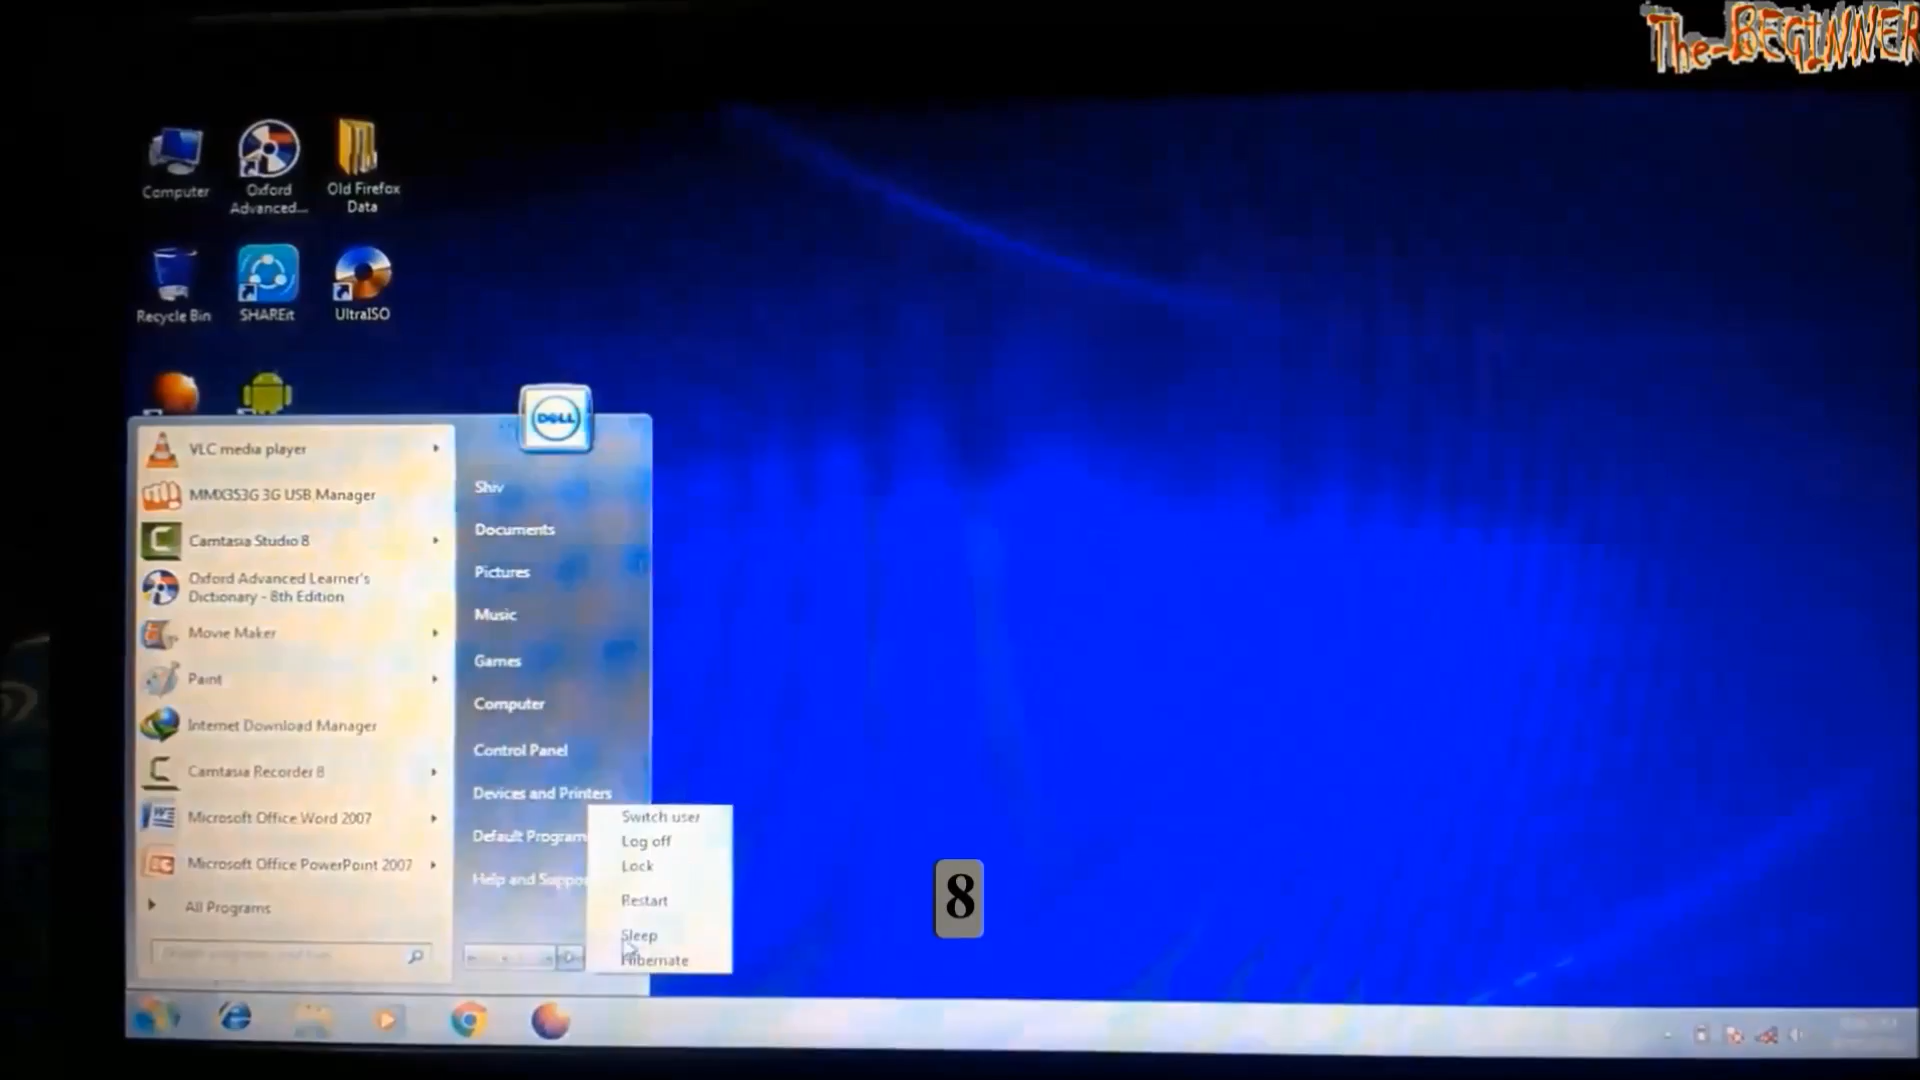 The-BEGINNER
Computer
Oxford
Advanced...
Old Firefox
Data
Recycle Bin
SHAREit
UltraISO
DELL
VLC media player
MMX353G 3G USB Manager
Camtasia Studio 8
Oxford Advanced Learner's
Dictionary - 8th Edition
Movie Maker
Paint
Internet Download Manager
Camtasia Recorder 8
Microsoft Office Word 2007
Microsoft Office PowerPoint 2007
All Programs
Shiv
Documents
Pictures
Music
Games
Computer
Control Panel
Devices and Printers
Default Program
Help and Suppo
Switch user
Log off
Lock
Restart
Sleep
Hibernate
8